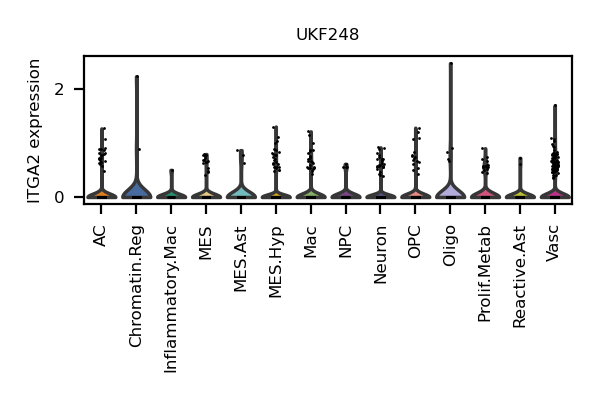 UKF248
ITGA2 expression
2
0
AC
Chromatin.Reg
Inflammatory.Mac
MES
MES.Ast
MES.Hyp
Mac
NPC
Neuron
OPC
Oligo
Prolif.Metab
Reactive.Ast
Vasc